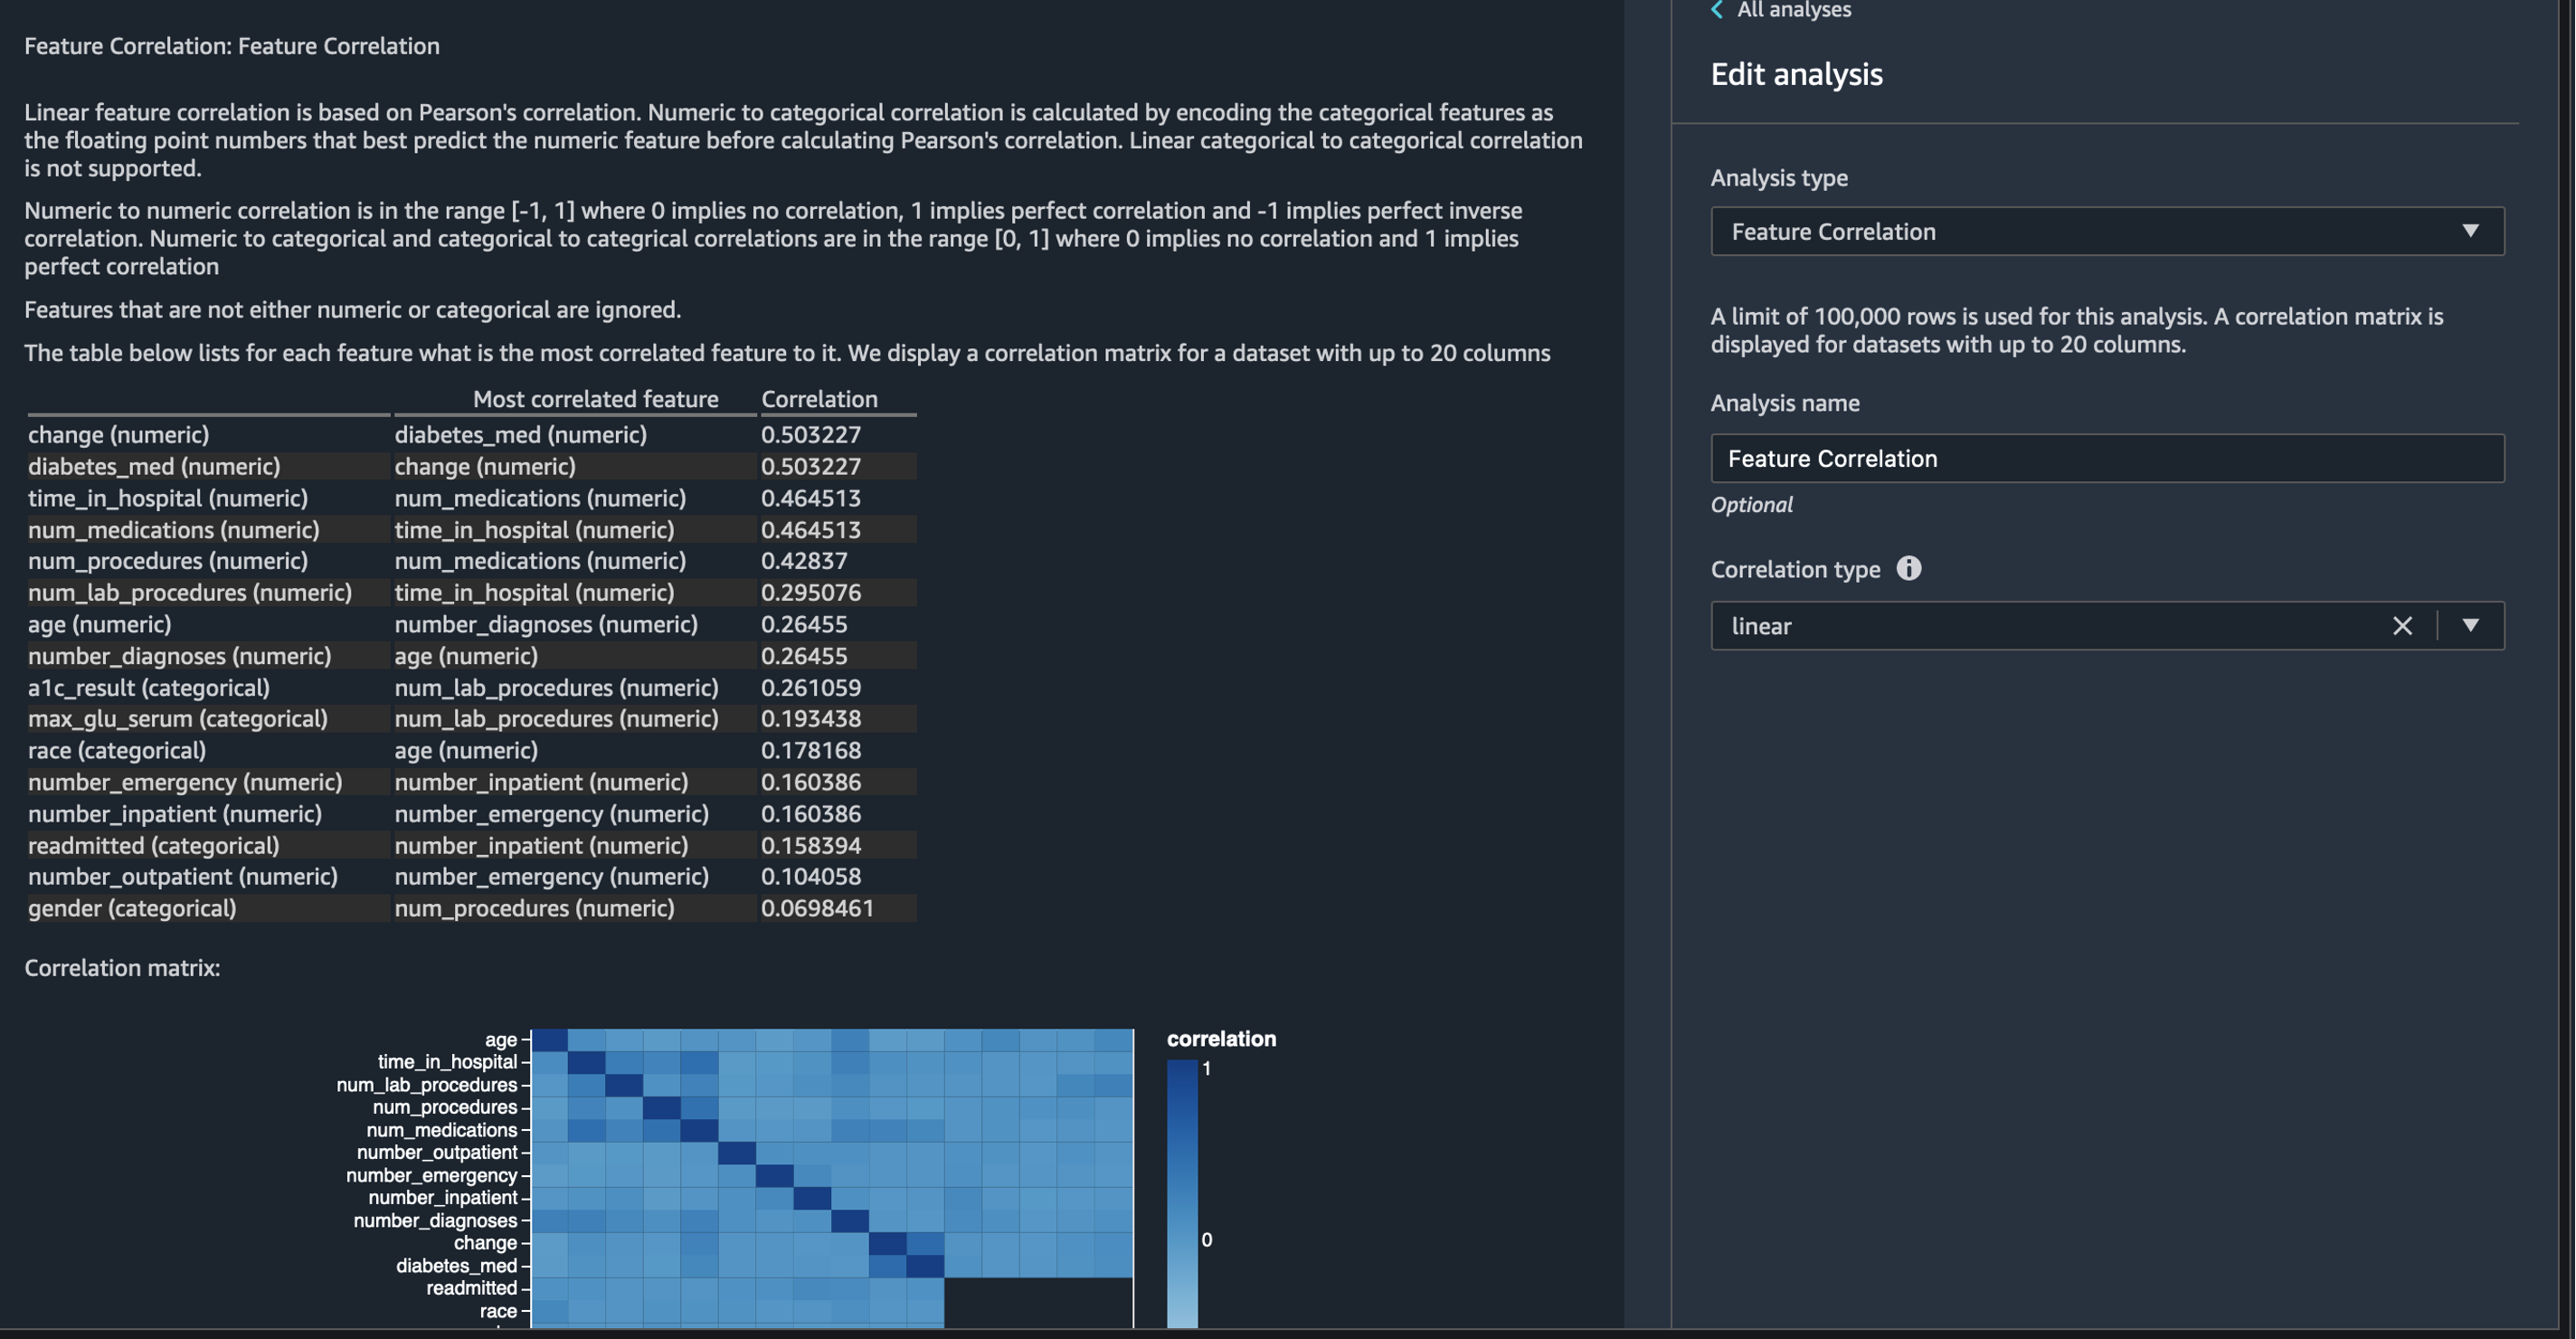 Feature Correlation: Feature Correlation
Linear feature correlation is based on Pearson's correlation. Numeric to categorical correlation is calculated by encoding the categorical features as
the floating point numbers that best predict the numeric feature before calculating Pearson's correlation. Linear categorical to categorical correlation
is not supported.
Numeric to numeric correlation is in the range [-1, 1] where 0 implies no correlation, 1 implies perfect correlation and -1 implies perfect inverse
correlation. Numeric to categorical and categorical to categrical correlations are in the range [0, 1] where 0 implies no correlation and 1 implies
perfect correlation
Features that are not either numeric or categorical are ignored.
The table below lists for each feature what is the most correlated feature to it. We display a correlation matrix for a dataset with up to 20 columns
Most correlated feature Correlation
change (numeric) diabetes_med (numeric) 0.503227
diabetes_med (numeric) change (numeric) 0.503227
time_in_hospital (numeric) num_medications (numeric) 0.464513
num_medications (numeric) time_in_hospital (numeric) 0.464513
num_procedures (numeric) num_medications (numeric) 0.42837
num_lab_procedures (numeric) time_in_hospital (numeric) 0.295076
age (numeric) number_diagnoses (numeric) 0.26455
number_diagnoses (numeric) age (numeric) 0.26455
a1c_result (categorical) num_lab_procedures (numeric) 0.261059
max_glu_serum (categorical) num_lab_procedures (numeric) 0.193438
race (categorical) age (numeric) 0.178168
number_emergency (numeric) number_inpatient (numeric) 0.160386
number_inpatient (numeric) number_emergency (numeric) 0.160386
readmitted (categorical) number_inpatient (numeric) 0.158394
number_outpatient (numeric) number_emergency (numeric) 0.104058
gender (categorical) num_procedures (numeric) 0.0698461
Correlation matrix:
age
time_in_hospital
num_lab_procedures
num_procedures
num_medications
number_outpatient
number_emergency
number_inpatient
number_diagnoses
change
diabetes_med
readmitted
race
correlation
1
0
All analyses
Edit analysis
Analysis type
Feature Correlation
A limit of 100,000 rows is used for this analysis. A correlation matrix is
displayed for datasets with up to 20 columns.
Analysis name
Feature Correlation
Optional
Correlation type
linear